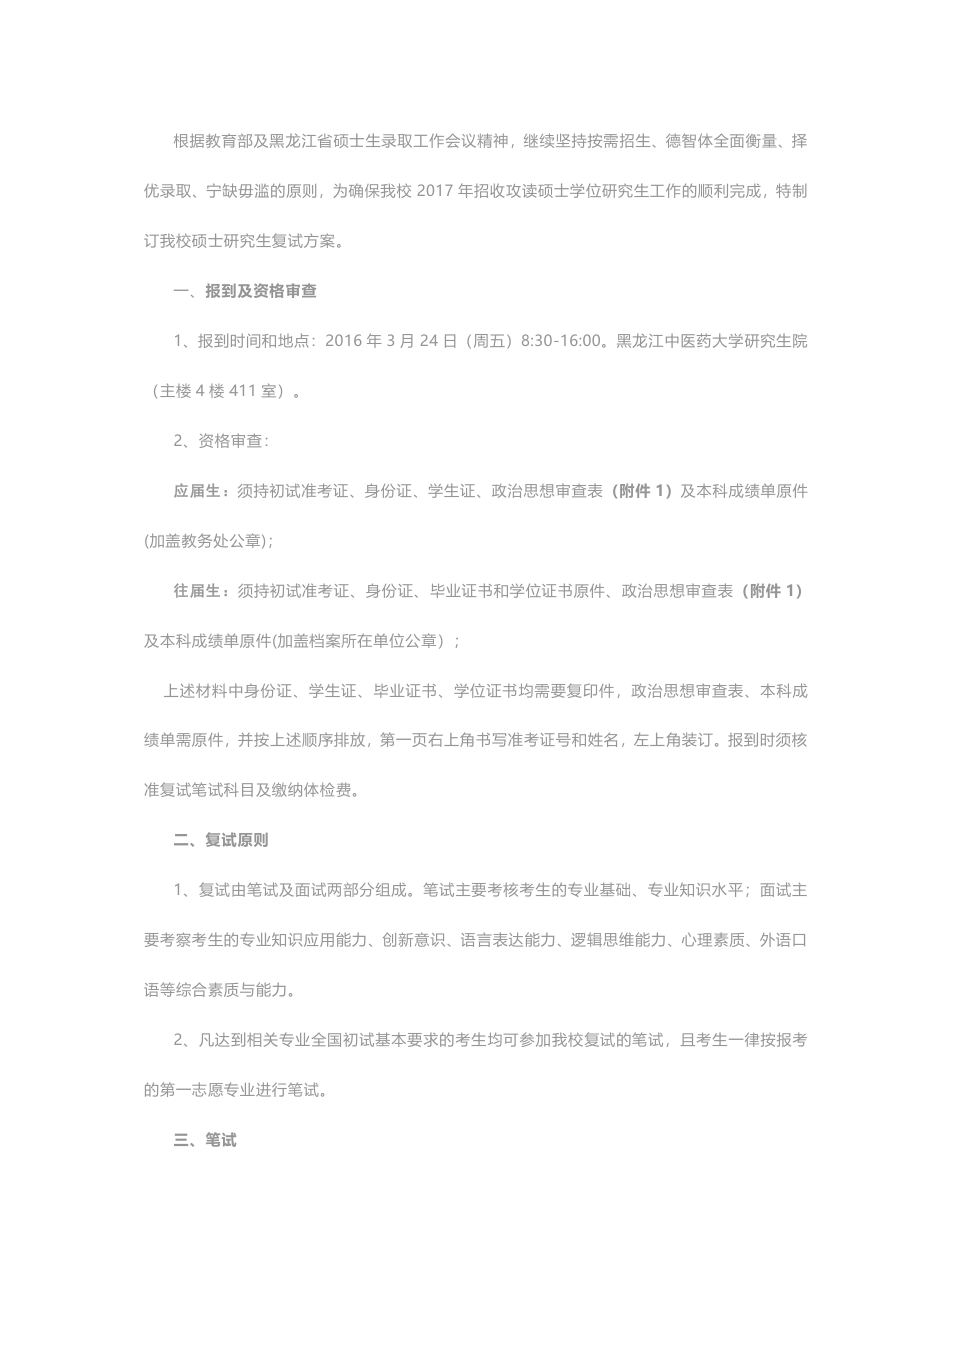 根据教育部及黑龙江省硕士生录取工作会议精神，继续坚持按需招生、德智体全面衡量、择
优录取、宁缺毋滥的原则，为确保我校 2017 年招收攻读硕士学位研究生工作的顺利完成，特制
订我校硕士研究生复试方案。
一、报到及资格审查
1、报到时间和地点：2016 年 3 月 24 日（周五）8:30-16:00。黑龙江中医药大学研究生院
（主楼 4 楼 411 室）。
2、资格审查：
应届生：须持初试准考证、身份证、学生证、政治思想审查表（附件 1）及本科成绩单原件
(加盖教务处公章)；
往届生：须持初试准考证、身份证、毕业证书和学位证书原件、政治思想审查表（附件 1）
及本科成绩单原件(加盖档案所在单位公章）；
上述材料中身份证、学生证、毕业证书、学位证书均需要复印件，政治思想审查表、本科成
绩单需原件，并按上述顺序排放，第一页右上角书写准考证号和姓名，左上角装订。报到时须核
准复试笔试科目及缴纳体检费。
二、复试原则
1、复试由笔试及面试两部分组成。笔试主要考核考生的专业基础、专业知识水平；面试主
要考察考生的专业知识应用能力、创新意识、语言表达能力、逻辑思维能力、心理素质、外语口
语等综合素质与能力。
2、凡达到相关专业全国初试基本要求的考生均可参加我校复试的笔试，且考生一律按报考
的第一志愿专业进行笔试。
三、笔试